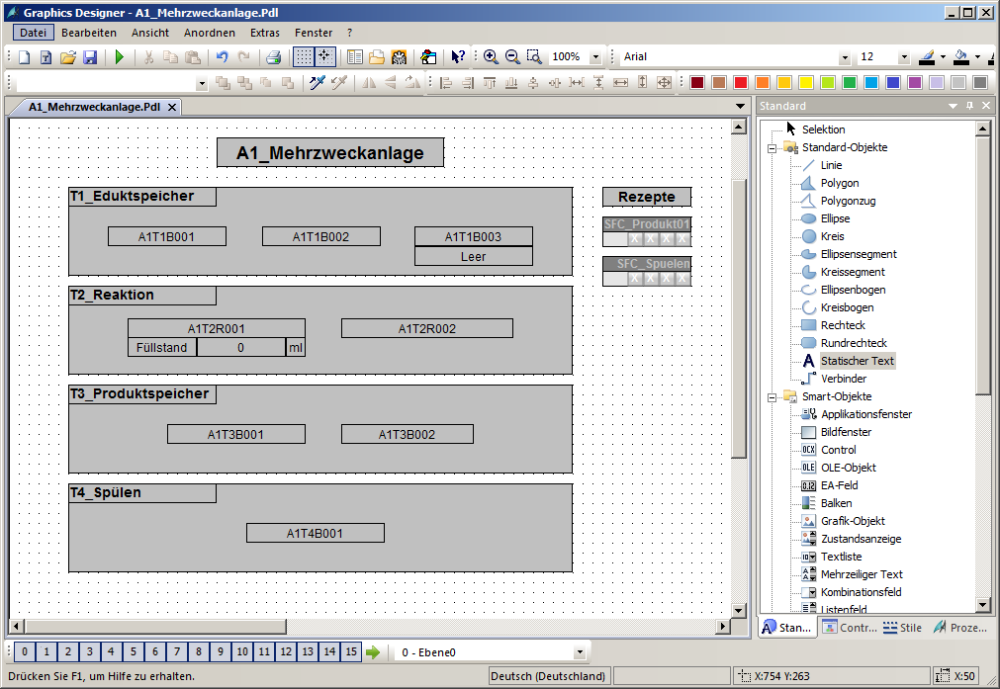 Graphics Designer - A1_Mehrzweckanlage.Pdl
Datei Bearbeiten Ansicht Anordnen Extras Fenster ?
100% Arial 12
A1_Mehrzweckanlage.Pdl
Standard
A1_Mehrzweckanlage
T1_Eduktspeicher
A1T1B001 A1T1B002 A1T1B003
Leer
T2_Reaktion
A1T2R001 A1T2R002
Füllstand 0 ml
T3_Produktspeicher
A1T3B001 A1T3B002
T4_Spülen
A1T4B001
Rezepte
SFC_Produkt01
X X X X
SFC_Spuelen
X X X X
Selektion
Standard-Objekte
Linie
Polygon
Polygonzug
Ellipse
Kreis
Ellipsensegment
Kreissegment
Ellipsenbogen
Kreisbogen
Rechteck
Rundrechteck
A Statischer Text
Verbinder
Smart-Objekte
Applikationsfenster
Bildfenster
OCX Control
OLE OLE-Objekt
0.12 EA-Feld
Balken
Grafik-Objekt
Zustandsanzeige
Textliste
Mehrzeiliger Text
Kombinationsfeld
Listenfeld
Stan... Contr... Stile Proze...
0 1 2 3 4 5 6 7 8 9 10 11 12 13 14 15 0 - Ebene0
Drücken Sie F1, um Hilfe zu erhalten. Deutsch (Deutschland) X:754 Y:263 X:50